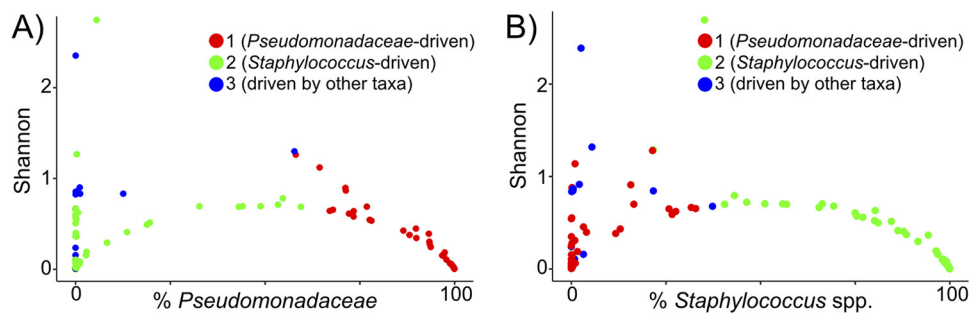 A)
1 (Pseudomonadaceae-driven)
2 (Staphylococcus-driven)
3 (driven by other taxa)
Shannon
2
1
0
0
100
% Pseudomonadaceae
B)
1 (Pseudomonadaceae-driven)
2 (Staphylococcus-driven)
3 (driven by other taxa)
Shannon
2
1
0
0
100
% Staphylococcus spp.